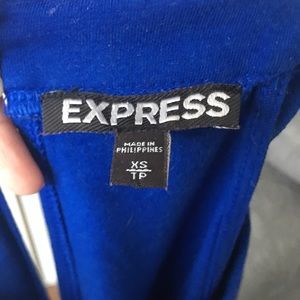 EXPRESS
MADE IN
PHILIPPINES
XS
TP